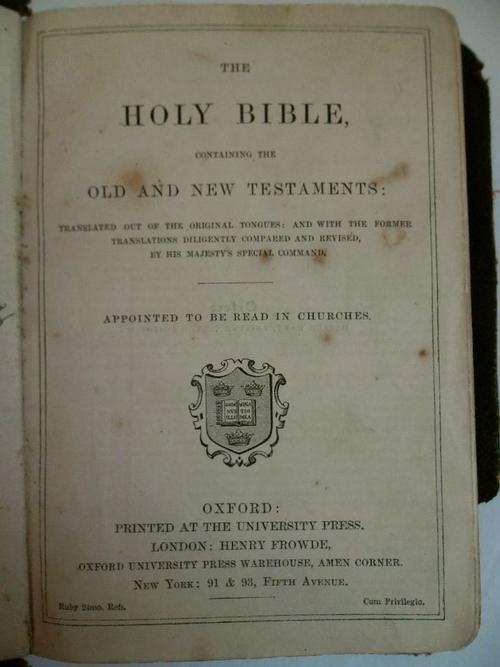 THE
HOLY BIBLE,
CONTAINING THE
OLD AND NEW TESTAMENTS:
TRANSLATED OUT OF THE ORIGINAL TONGUES: AND WITH THE FORMER
TRANSLATIONS DILIGENTLY COMPARED AND REVISED,
BY HIS MAJESTY'S SPECIAL COMMAND.
APPOINTED TO BE READ IN CHURCHES.
OXFORD:
PRINTED AT THE UNIVERSITY PRESS.
LONDON: HENRY FROWDE,
OXFORD UNIVERSITY PRESS WAREHOUSE, AMEN CORNER.
NEW YORK: 91 & 93, FIFTH AVENUE.
Ruby 24mo. Refs.
Cum Privilegio.